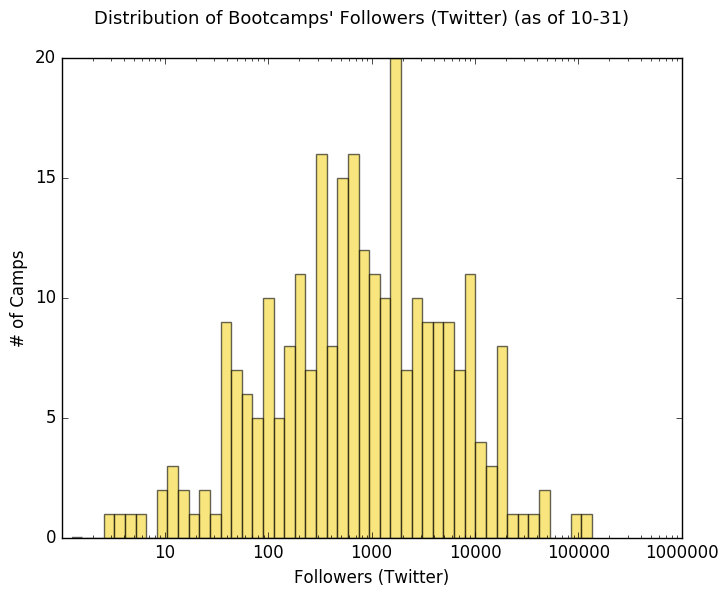 Distribution of Bootcamps' Followers (Twitter) (as of 10-31)
20
15
10
5
0
# of Camps
10 100 1000 10000 100000 1000000
Followers (Twitter)